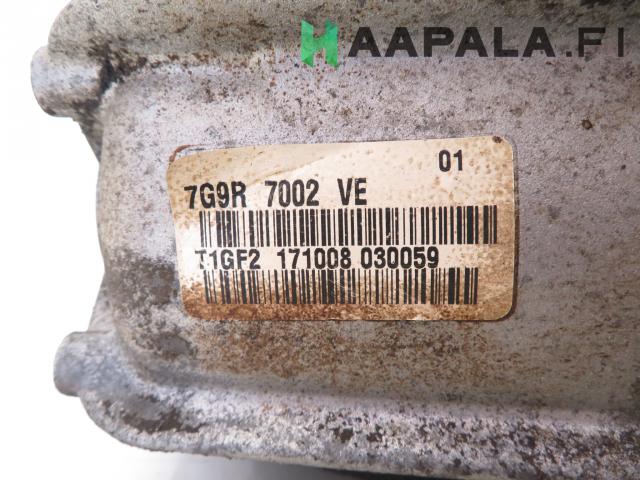 HAAPALA.FI
01
7G9R 7002 VE
T1GF2 171008 030059